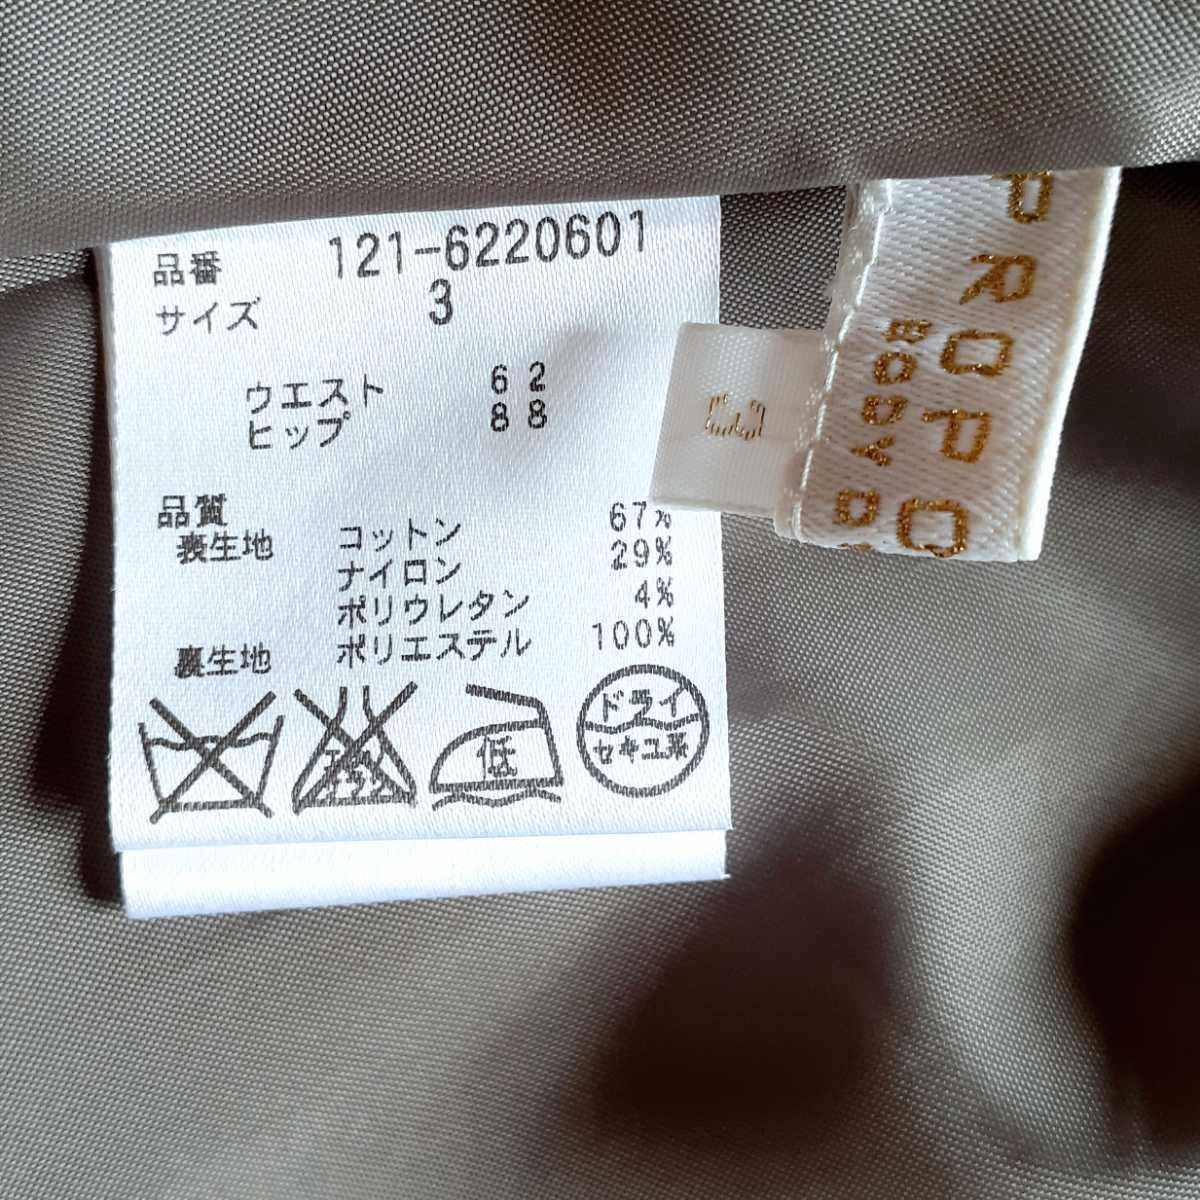 品番 121-6220601
サイズ 3
ウエスト 62
ヒップ 88
品質
表生地 コットン 67%
ナイロン 29%
ポリウレタン 4%
裏生地 ポリエステル 100%
低
ドライ
セキユ系
3
PROPO
BODY D